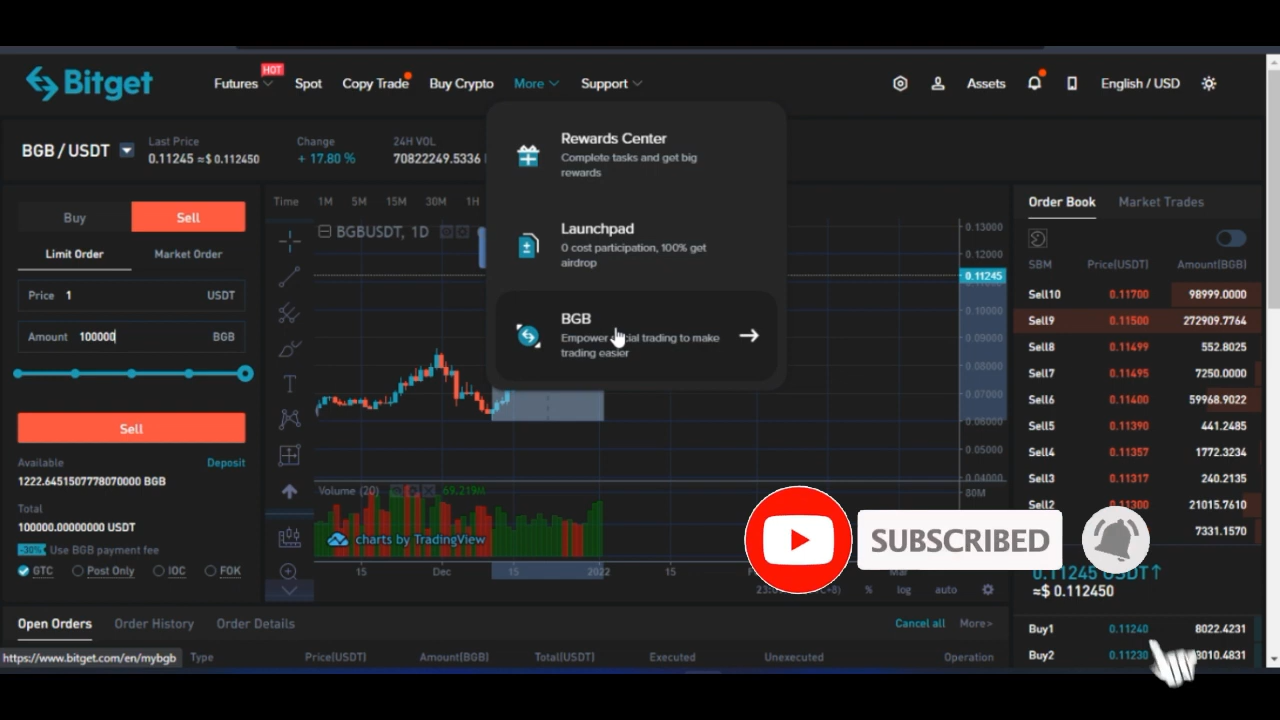 Bitget
Futures HOT Spot Copy Trade Buy Crypto More Support Assets English / USD
BGB / USDT
Last Price
0.11245 ≈$ 0.112450
Change
+ 17.80 %
24H VOL
70822249.5336
Rewards Center
Complete tasks and get big
rewards
Launchpad
0 cost participation, 100% get
airdrop
BGB
trading to make
trading easier
Buy Sell
Limit Order Market Order
Price 1 USDT
Amount 100000 BGB
Sell
Available Deposit
1222.6451507778070000 BGB
Total
100000.00000000 USDT
-30% Use BGB payment fee
GTC Post Only IOC FOK
Time 1M 5M 15M 30M 1H
BGBUSDT, 1D
0.13000
0.12000
0.11245
0.10000
0.09000
0.08000
0.07000
0.06000
0.05000
0.04000
Volume (20) 69.219M
80M
charts by TradingView
15 Dec 15 2022 15
% log auto
Order Book Market Trades
SBM Price(USDT) Amount(BGB)
Sell10 0.11700 98999.0000
Sell9 0.11500 272909.7764
Sell8 0.11499 552.8025
Sell7 0.11495 7250.0000
Sell6 0.11400 59968.9022
Sell5 0.11390 441.2485
Sell4 0.11357 1772.3234
Sell3 0.11317 240.2135
Sell2 0.11300 21015.7610
7331.1570
SUBSCRIBED
0.11245 USDT↑
≈$ 0.112450
Buy1 0.11240 8022.4231
Buy2 0.11230 3010.4831
Open Orders Order History Order Details Cancel all More>
https://www.bitget.com/en/mybgb Type Price(USDT) Amount(BGB) Total(USDT) Executed Unexecuted Operation